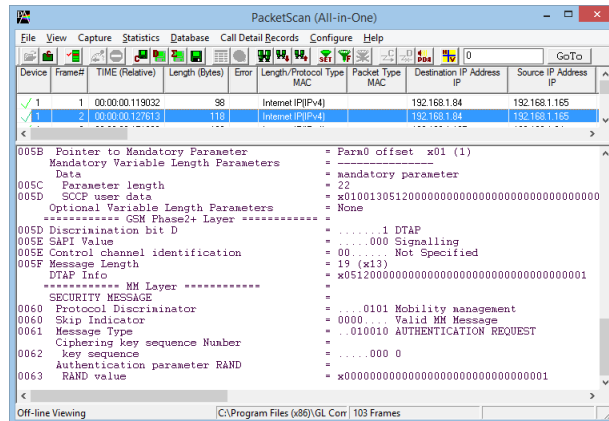 PacketScan (All-in-One)
File View Capture Statistics Database Call Detail Records Configure Help
0 GoTo
Device Frame# TIME (Relative) Length (Bytes) Error Length/Protocol Type MAC Packet Type MAC Destination IP Address IP Source IP Address IP
1 1 00:00:00.119032 98 Internet IP(IPv4) 192.168.1.84 192.168.1.165
1 2 00:00:00.127613 118 Internet IP(IPv4) 192.168.1.84 192.168.1.165
005B Pointer to Mandatory Parameter = Parm0 offset x01 (1)
Mandatory Variable Length Parameters = ----------------
Data = mandatory parameter
005C Parameter length = 22
005D SCCP user data
Optional Variable Length Parameters = None
============ GSM Phase2+ Layer ============ =
005D Discrimination bit D = .......1 DTAP
005E SAPI Value = .....000 Signalling
005E Control channel identification = 00...... Not Specified
005F Message Length = 19 (x13)
DTAP Info = x05120000000000000000000000000000000001
============ MM Layer ============ =
SECURITY MESSAGE =
0060 Protocol Discriminator = ....0101 Mobility management
0060 Skip Indicator = 0000.... Valid MM Message
0061 Message Type = ..010010 AUTHENTICATION REQUEST
Ciphering key sequence Number =
0062 key sequence = .....000 0
Authentication parameter RAND =
0063 RAND value = x00000000000000000000000000000001
Off-line Viewing C:\Program Files (x86)\GL Com 103 Frames